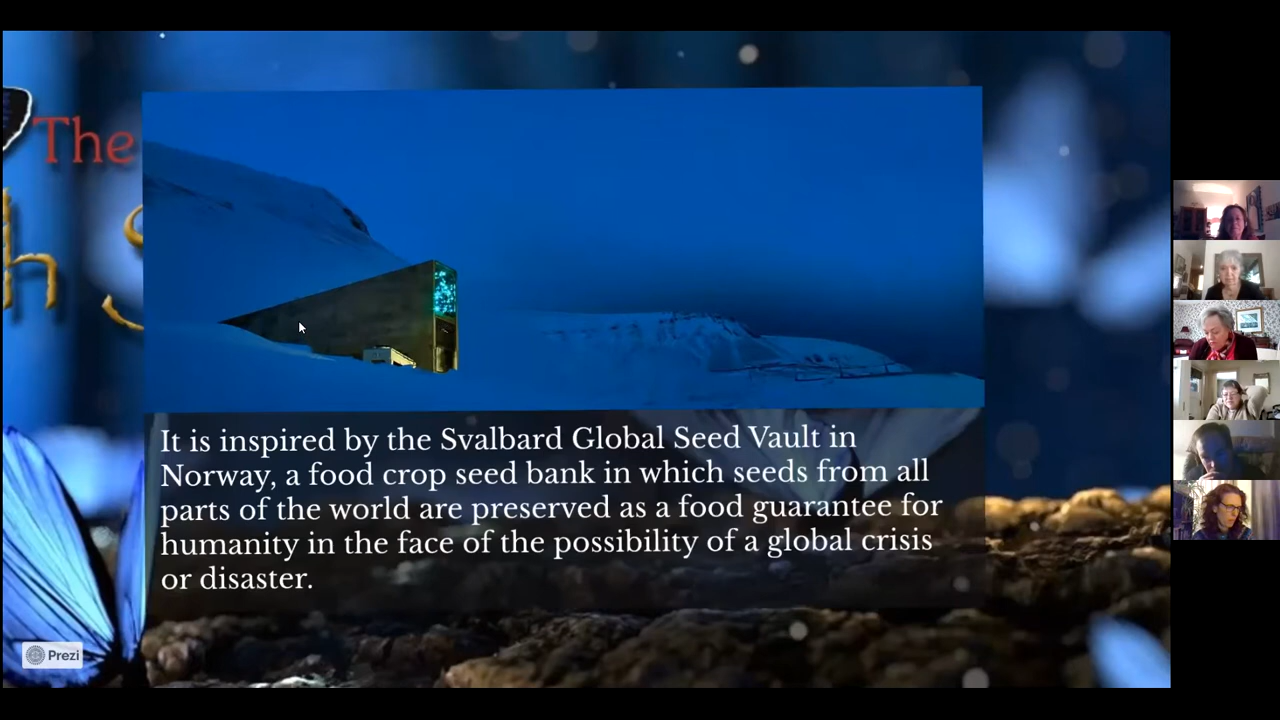 The
h
It is inspired by the Svalbard Global Seed Vault in
Norway, a food crop seed bank in which seeds from all
parts of the world are preserved as a food guarantee for
humanity in the face of the possibility of a global crisis
or disaster.
Prezi